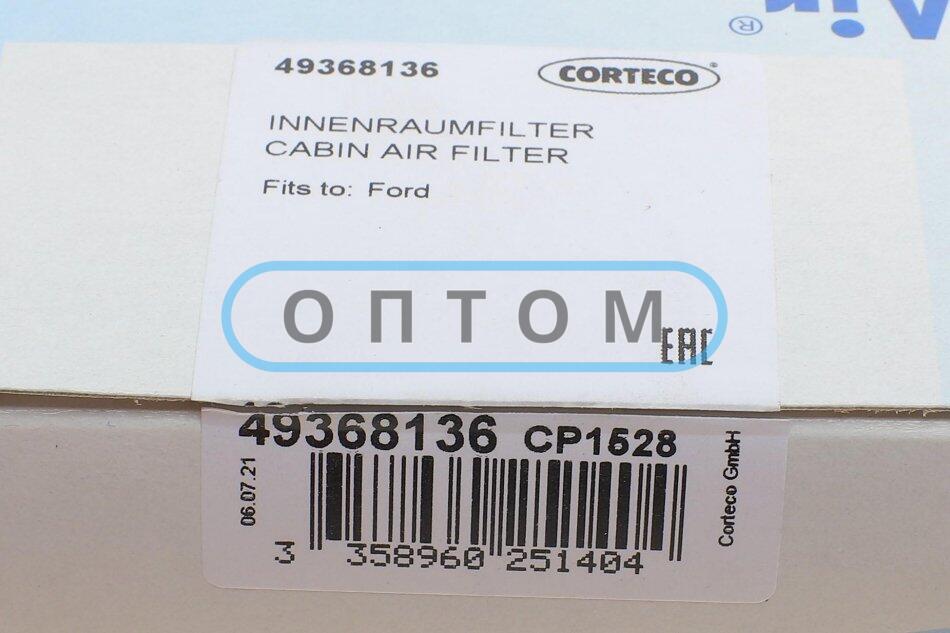 Air
®
49368136 CORTECO®
INNENRAUMFILTER
CABIN AIR FILTER
Fits to: Ford
ОПТОМ
EAC
49368136 CP1528
06.07.21
Corteco GmbH
3 358960 251404